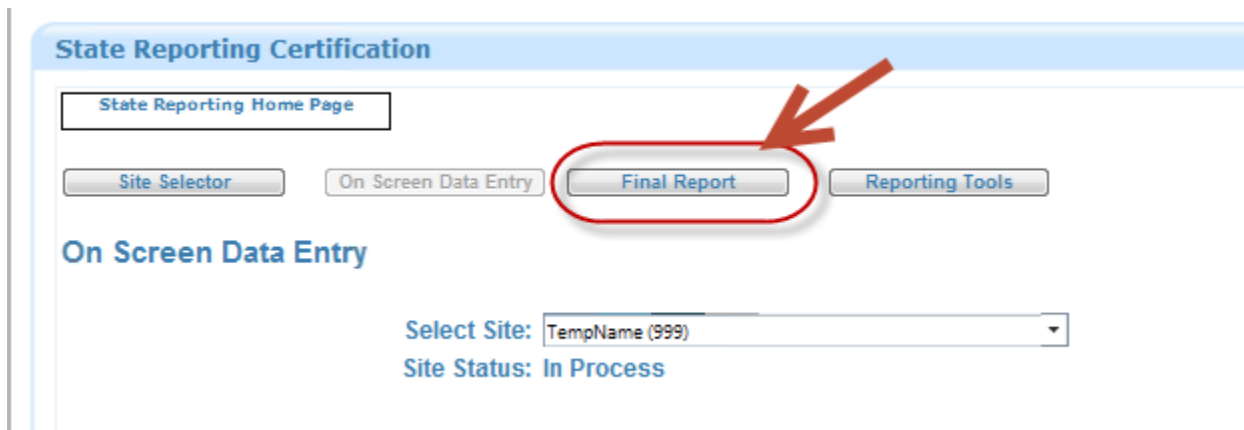 State Reporting Certification
State Reporting Home Page
Site Selector On Screen Data Entry Final Report Reporting Tools
On Screen Data Entry
Select Site: TempName (999)
Site Status: In Process